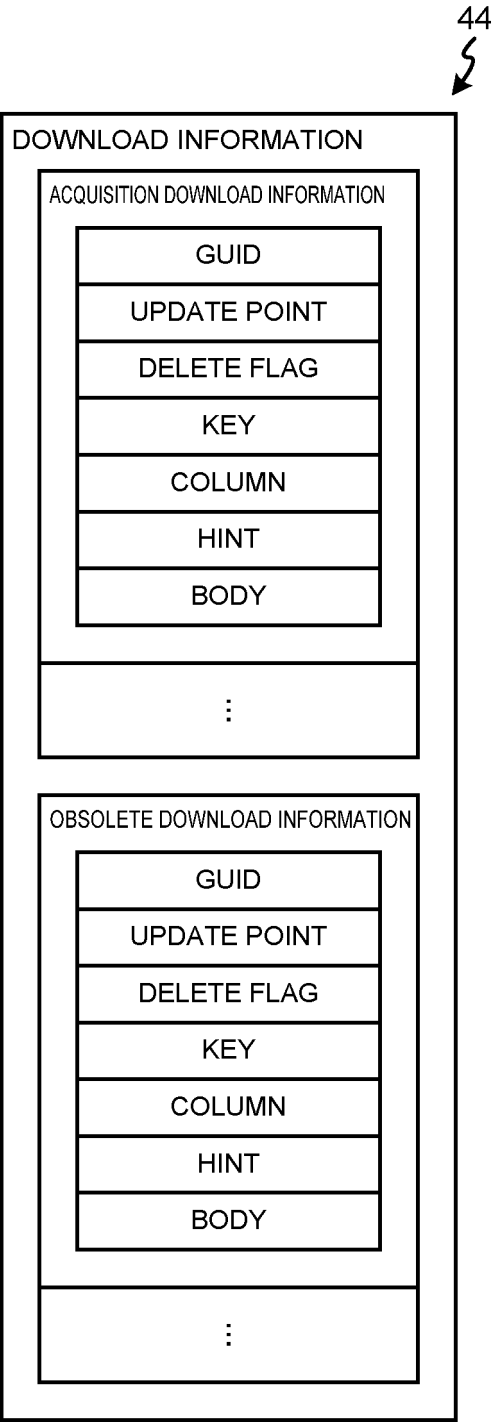 44
DOWNLOAD INFORMATION
ACQUISITION DOWNLOAD INFORMATION
GUID
UPDATE POINT
DELETE FLAG
KEY
COLUMN
HINT
BODY
⋮
OBSOLETE DOWNLOAD INFORMATION
GUID
UPDATE POINT
DELETE FLAG
KEY
COLUMN
HINT
BODY
⋮